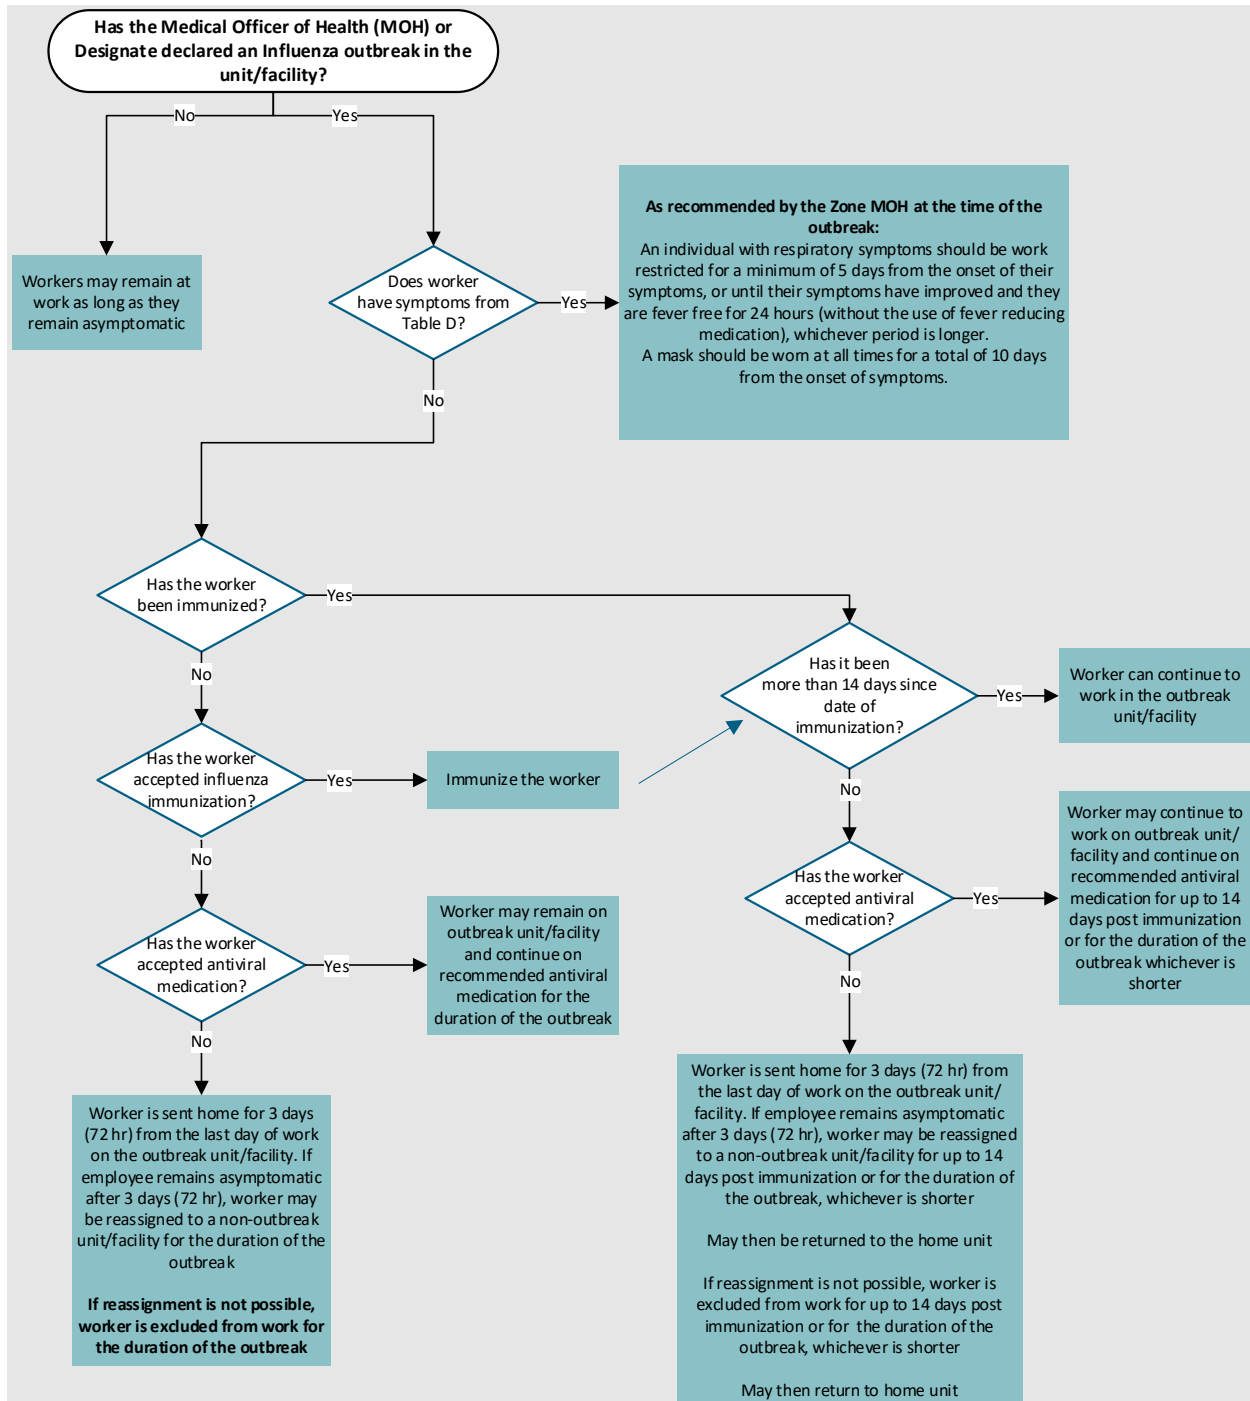 Has the Medical Officer of Health (MOH) or
Designate declared an Influenza outbreak in the
unit/facility?
No
Yes
Workers may remain at
work as long as they
remain asymptomatic
Does worker
have symptoms from
Table D?
Yes
As recommended by the Zone MOH at the time of the
outbreak:
An individual with respiratory symptoms should be work
restricted for a minimum of 5 days from the onset of their
symptoms, or until their symptoms have improved and they
are fever free for 24 hours (without the use of fever reducing
medication), whichever period is longer.
A mask should be worn at all times for a total of 10 days
from the onset of symptoms.
No
Has the worker
been immunized?
Yes
No
Has it been
more than 14 days since
date of
immunization?
Yes
Worker can continue to
work in the outbreak
unit/facility
Has the worker
accepted influenza
immunization?
Yes
Immunize the worker
No
No
Has the worker
accepted antiviral
medication?
Yes
Worker may continue to
work on outbreak unit/
facility and continue on
recommended antiviral
medication for up to 14
days post immunization
or for the duration of the
outbreak whichever is
shorter
Has the worker
accepted antiviral
medication?
Yes
Worker may remain on
outbreak unit/facility
and continue on
recommended antiviral
medication for the
duration of the outbreak
No
No
Worker is sent home for 3 days
(72 hr) from the last day of work
on the outbreak unit/facility. If
employee remains asymptomatic
after 3 days (72 hr), worker may
be reassigned to a non-outbreak
unit/facility for the duration of the
outbreak
If reassignment is not possible,
worker is excluded from work for
the duration of the outbreak
Worker is sent home for 3 days (72 hr) from
the last day of work on the outbreak unit/
facility. If employee remains asymptomatic
after 3 days (72 hr), worker may be reassigned
to a non-outbreak unit/facility for up to 14
days post immunization or for the duration of
the outbreak, whichever is shorter
May then be returned to the home unit
If reassignment is not possible, worker is
excluded from work for up to 14 days post
immunization or for the duration of the
outbreak, whichever is shorter
May then return to home unit